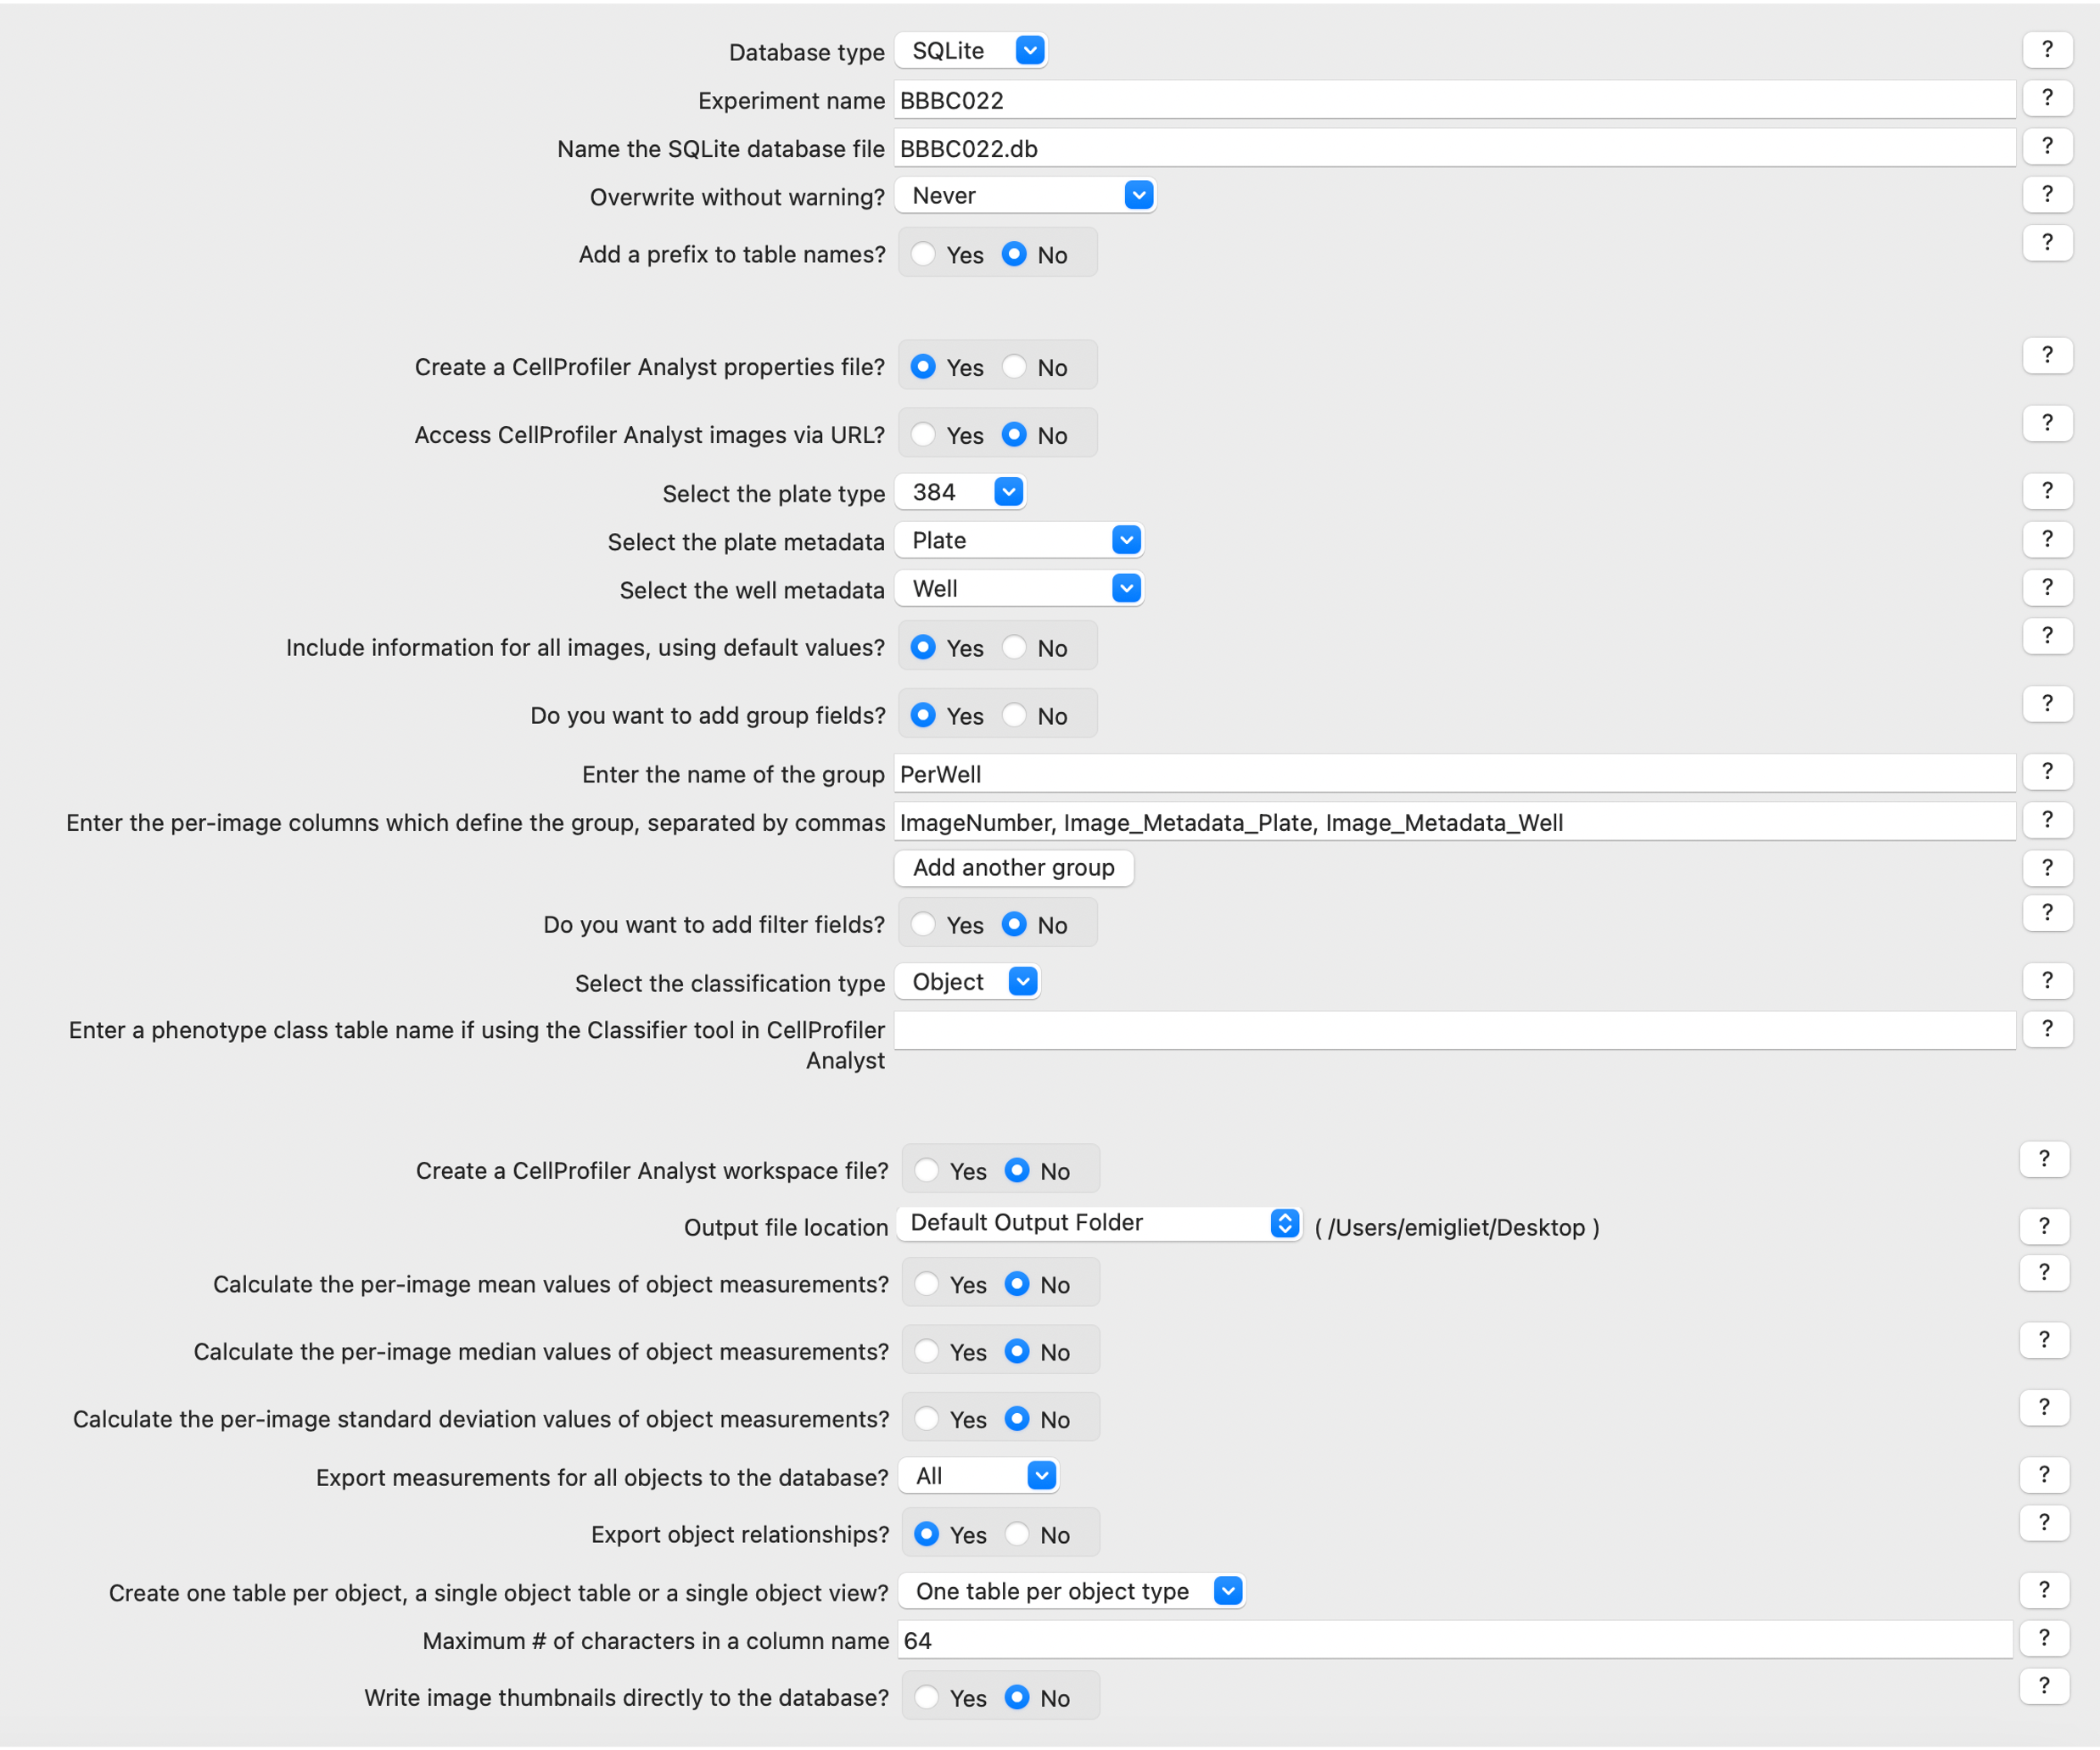 Database type SQLite ?
Experiment name BBBC022 ?
Name the SQLite database file BBBC022.db ?
Overwrite without warning? Never ?
Add a prefix to table names? Yes No ?
Create a CellProfiler Analyst properties file? Yes No ?
Access CellProfiler Analyst images via URL? Yes No ?
Select the plate type 384 ?
Select the plate metadata Plate ?
Select the well metadata Well ?
Include information for all images, using default values? Yes No ?
Do you want to add group fields? Yes No ?
Enter the name of the group PerWell ?
Enter the per-image columns which define the group, separated by commas ImageNumber, Image_Metadata_Plate, Image_Metadata_Well ?
Add another group ?
Do you want to add filter fields? Yes No ?
Select the classification type Object ?
Enter a phenotype class table name if using the Classifier tool in CellProfiler ?
Analyst
Create a CellProfiler Analyst workspace file? Yes No ?
Output file location Default Output Folder ( /Users/emigliet/Desktop ) ?
Calculate the per-image mean values of object measurements? Yes No ?
Calculate the per-image median values of object measurements? Yes No ?
Calculate the per-image standard deviation values of object measurements? Yes No ?
Export measurements for all objects to the database? All ?
Export object relationships? Yes No ?
Create one table per object, a single object table or a single object view? One table per object type ?
Maximum # of characters in a column name 64 ?
Write image thumbnails directly to the database? Yes No ?